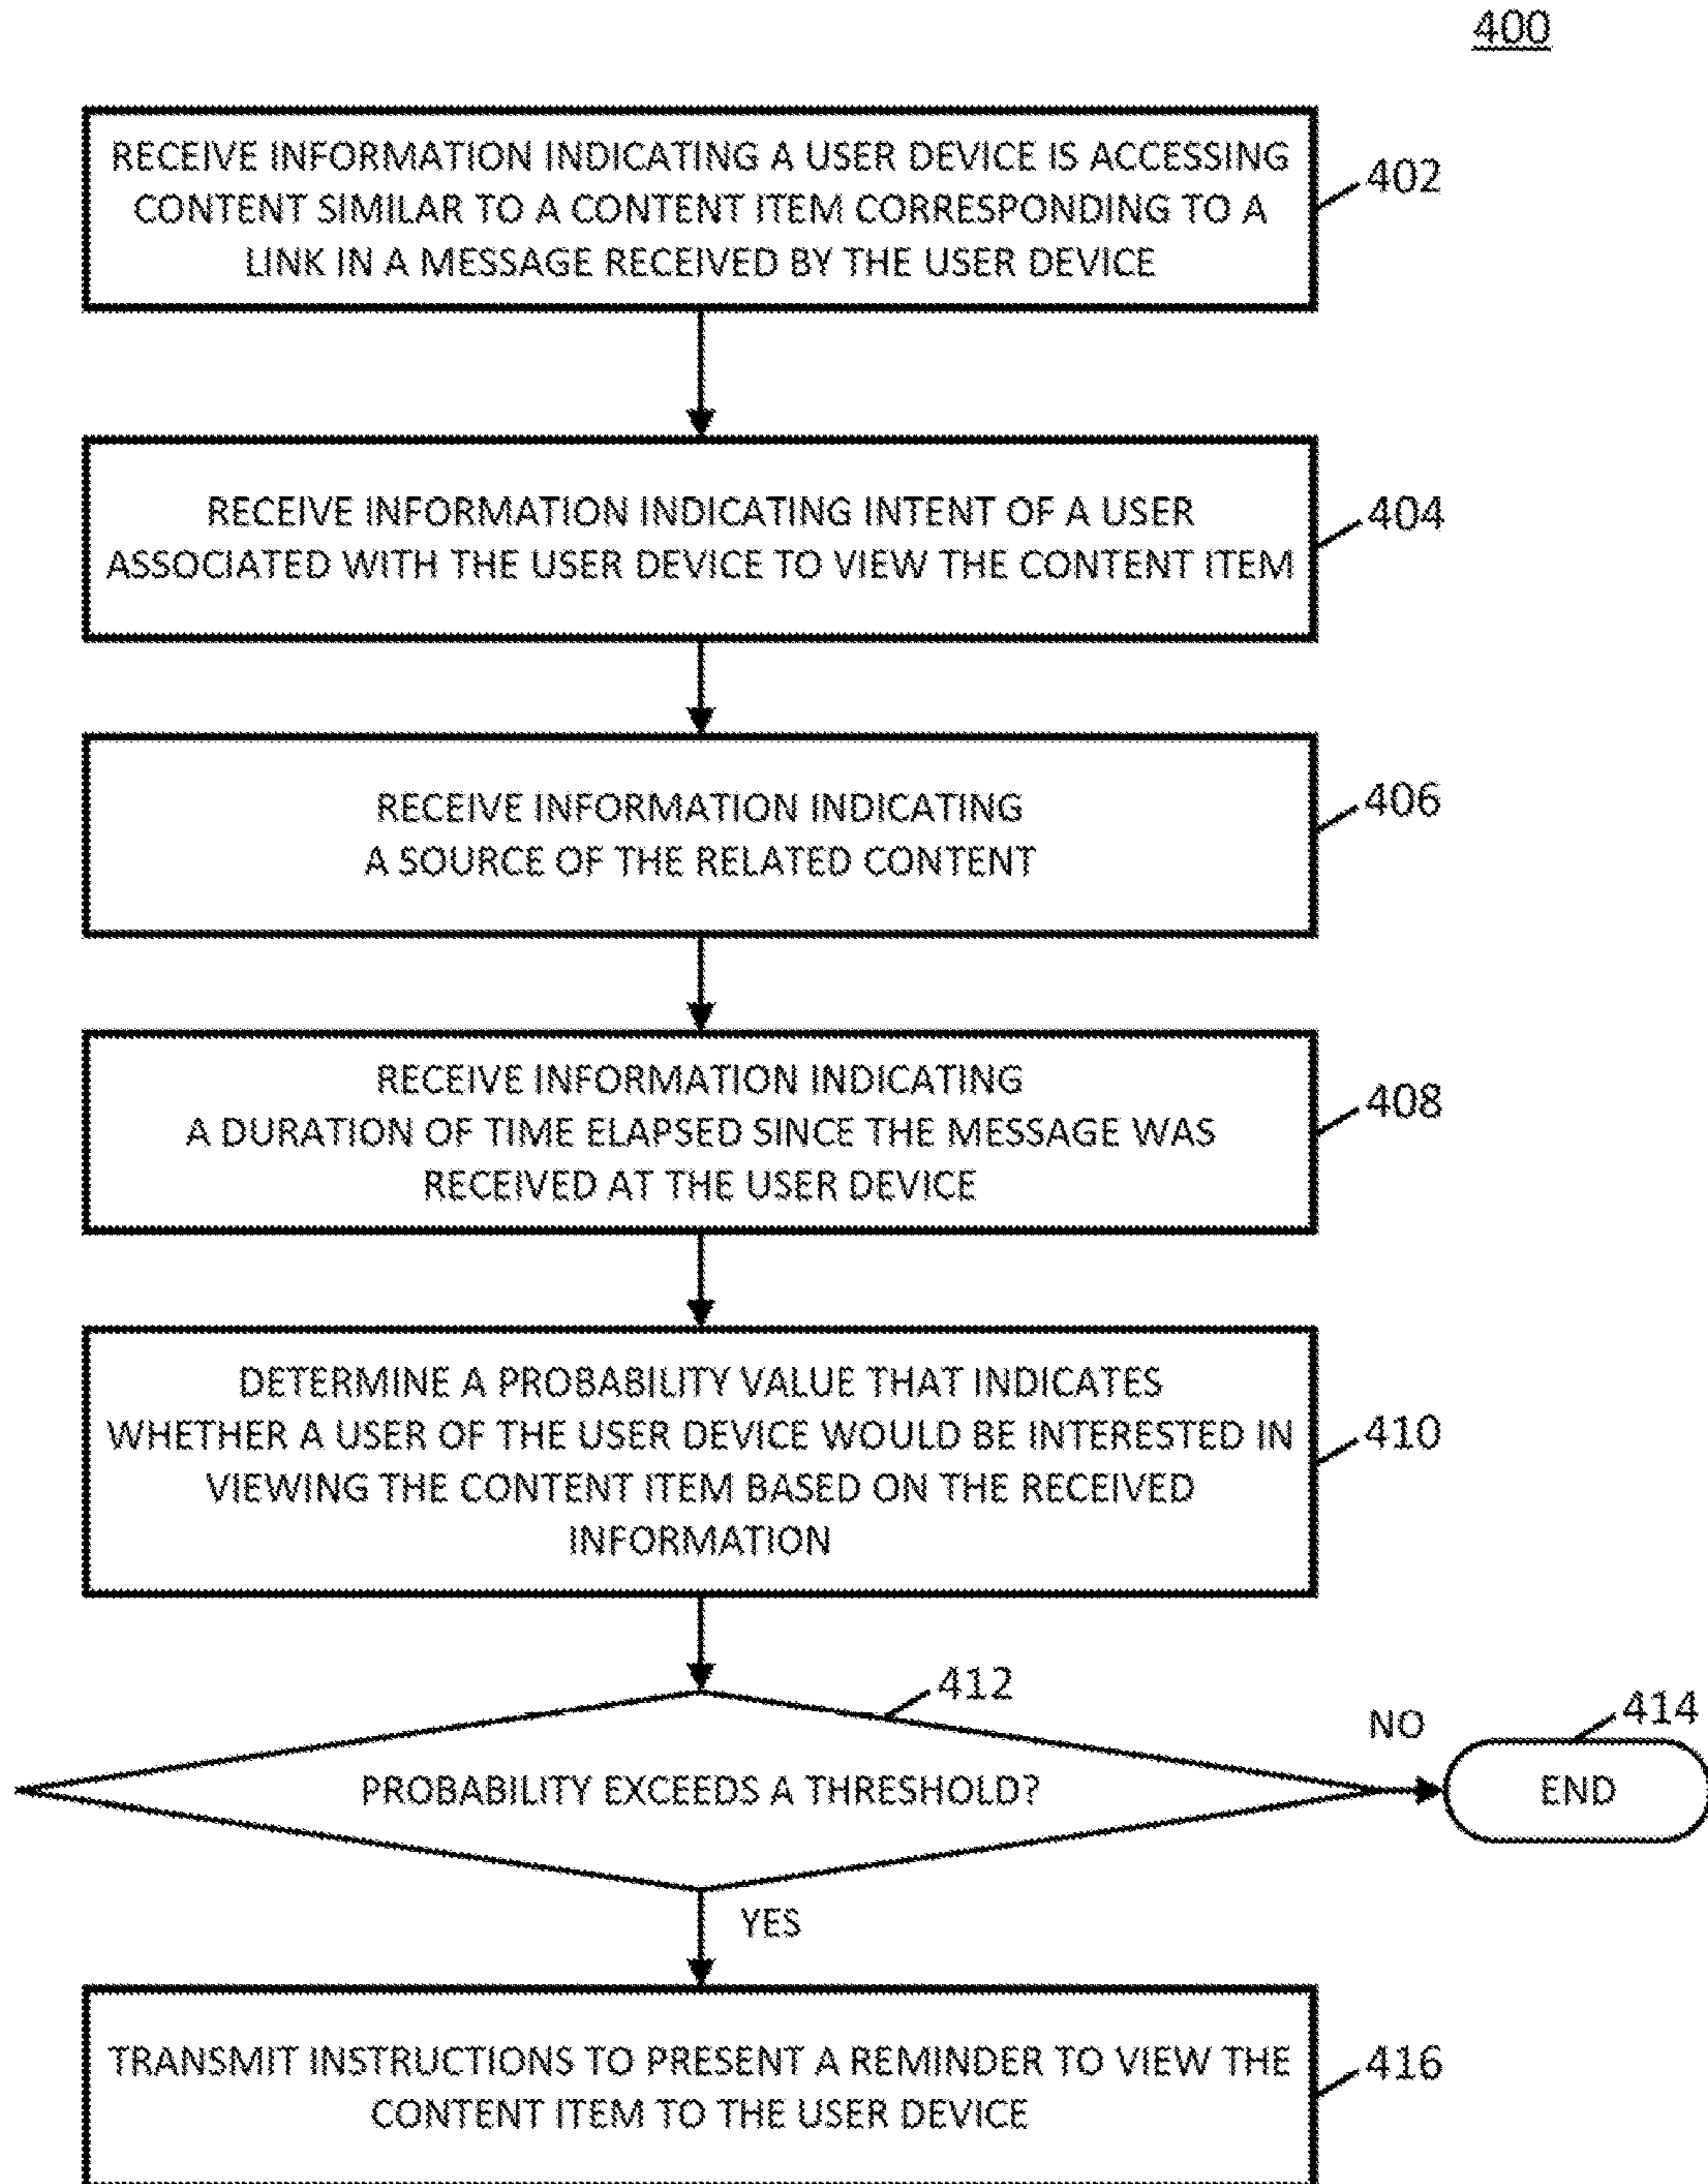 400
RECEIVE INFORMATION INDICATING A USER DEVICE IS ACCESSING
CONTENT SIMILAR TO A CONTENT ITEM CORRESPONDING TO A
LINK IN A MESSAGE RECEIVED BY THE USER DEVICE
402
RECEIVE INFORMATION INDICATING INTENT OF A USER
ASSOCIATED WITH THE USER DEVICE TO VIEW THE CONTENT ITEM
404
RECEIVE INFORMATION INDICATING
A SOURCE OF THE RELATED CONTENT
406
RECEIVE INFORMATION INDICATING
A DURATION OF TIME ELAPSED SINCE THE MESSAGE WAS
RECEIVED AT THE USER DEVICE
408
DETERMINE A PROBABILITY VALUE THAT INDICATES
WHETHER A USER OF THE USER DEVICE WOULD BE INTERESTED IN
VIEWING THE CONTENT ITEM BASED ON THE RECEIVED
INFORMATION
410
412
PROBABILITY EXCEEDS A THRESHOLD?
NO
414
END
YES
TRANSMIT INSTRUCTIONS TO PRESENT A REMINDER TO VIEW THE
CONTENT ITEM TO THE USER DEVICE
416